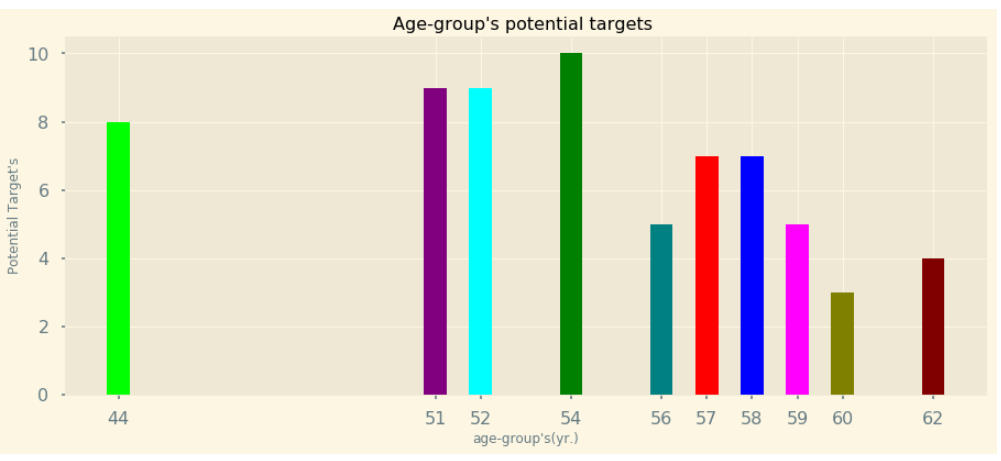 Age-group's potential targets
10
8
6
4
2
0
Potential Target's
44 51 52 54 56 57 58 59 60 62
age-group's(yr.)